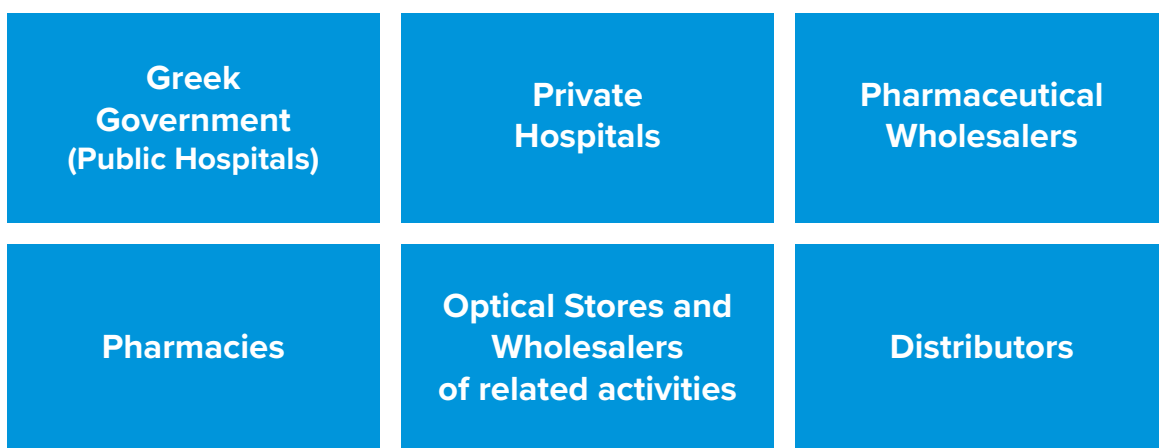 Greek
Government
(Public Hospitals)
Private
Hospitals
Pharmaceutical
Wholesalers
Pharmacies
Optical Stores and
Wholesalers
of related activities
Distributors